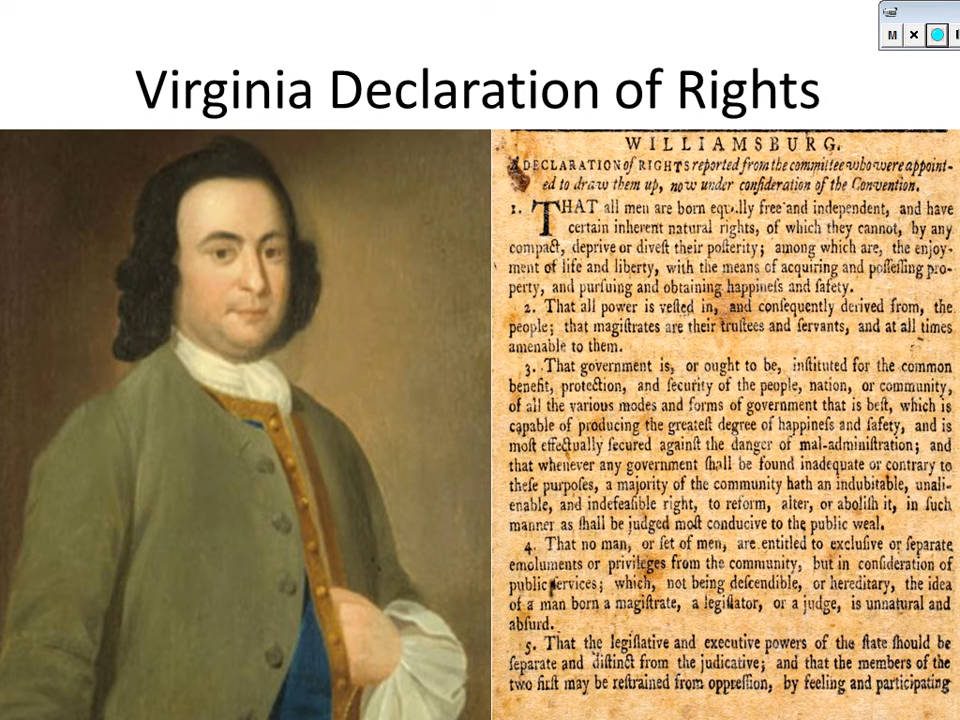 M
Virginia Declaration of Rights
WILLIAMSBURG.
A DECLARATION of RIGHTS reported from the committee who were appoint-
ed to draw them up, now under conſideration of the Convention.
1. THAT all men are born equally free and independent, and have
certain inherent natural rights, of which they cannot, by any
compact, deprive or diveſt their poſterity; among which are, the enjoy-
ment of life and liberty, with the means of acquiring and poſſeſſing pro-
perty, and purſuing and obtaining happineſs and ſafety.
2. That all power is veſted in, and conſequently derived from, the
people; that magiſtrates are their truſtees and ſervants, and at all times
amenable to them.
3. That government is, or ought to be, inſtituted for the common
benefit, protection, and ſecurity of the people, nation, or community,
of all the various modes and forms of government that is beſt, which is
capable of producing the greateſt degree of happineſs and ſafety, and is
moſt effectually ſecured againſt the danger of mal-adminiſtration; and
that whenever any government ſhall be found inadequate or contrary to
theſe purpoſes, a majority of the community hath an indubitable, unali-
enable, and indefeaſible right, to reform, alter, or aboliſh it, in ſuch
manner as ſhall be judged moſt conducive to the public weal.
4. That no man, or ſet of men, are entitled to excluſive or ſeparate
emoluments or privileges from the community, but in conſideration of
public ſervices; which, not being deſcendible, or hereditary, the idea
of a man born a magiſtrate, a legiſlator, or a judge, is unnatural and
abſurd.
5. That the legiſlative and executive powers of the ſtate ſhould be
ſeparate and diſtinct from the judicative; and that the members of the
two firſt may be reſtrained from oppreſſion, by feeling and participating